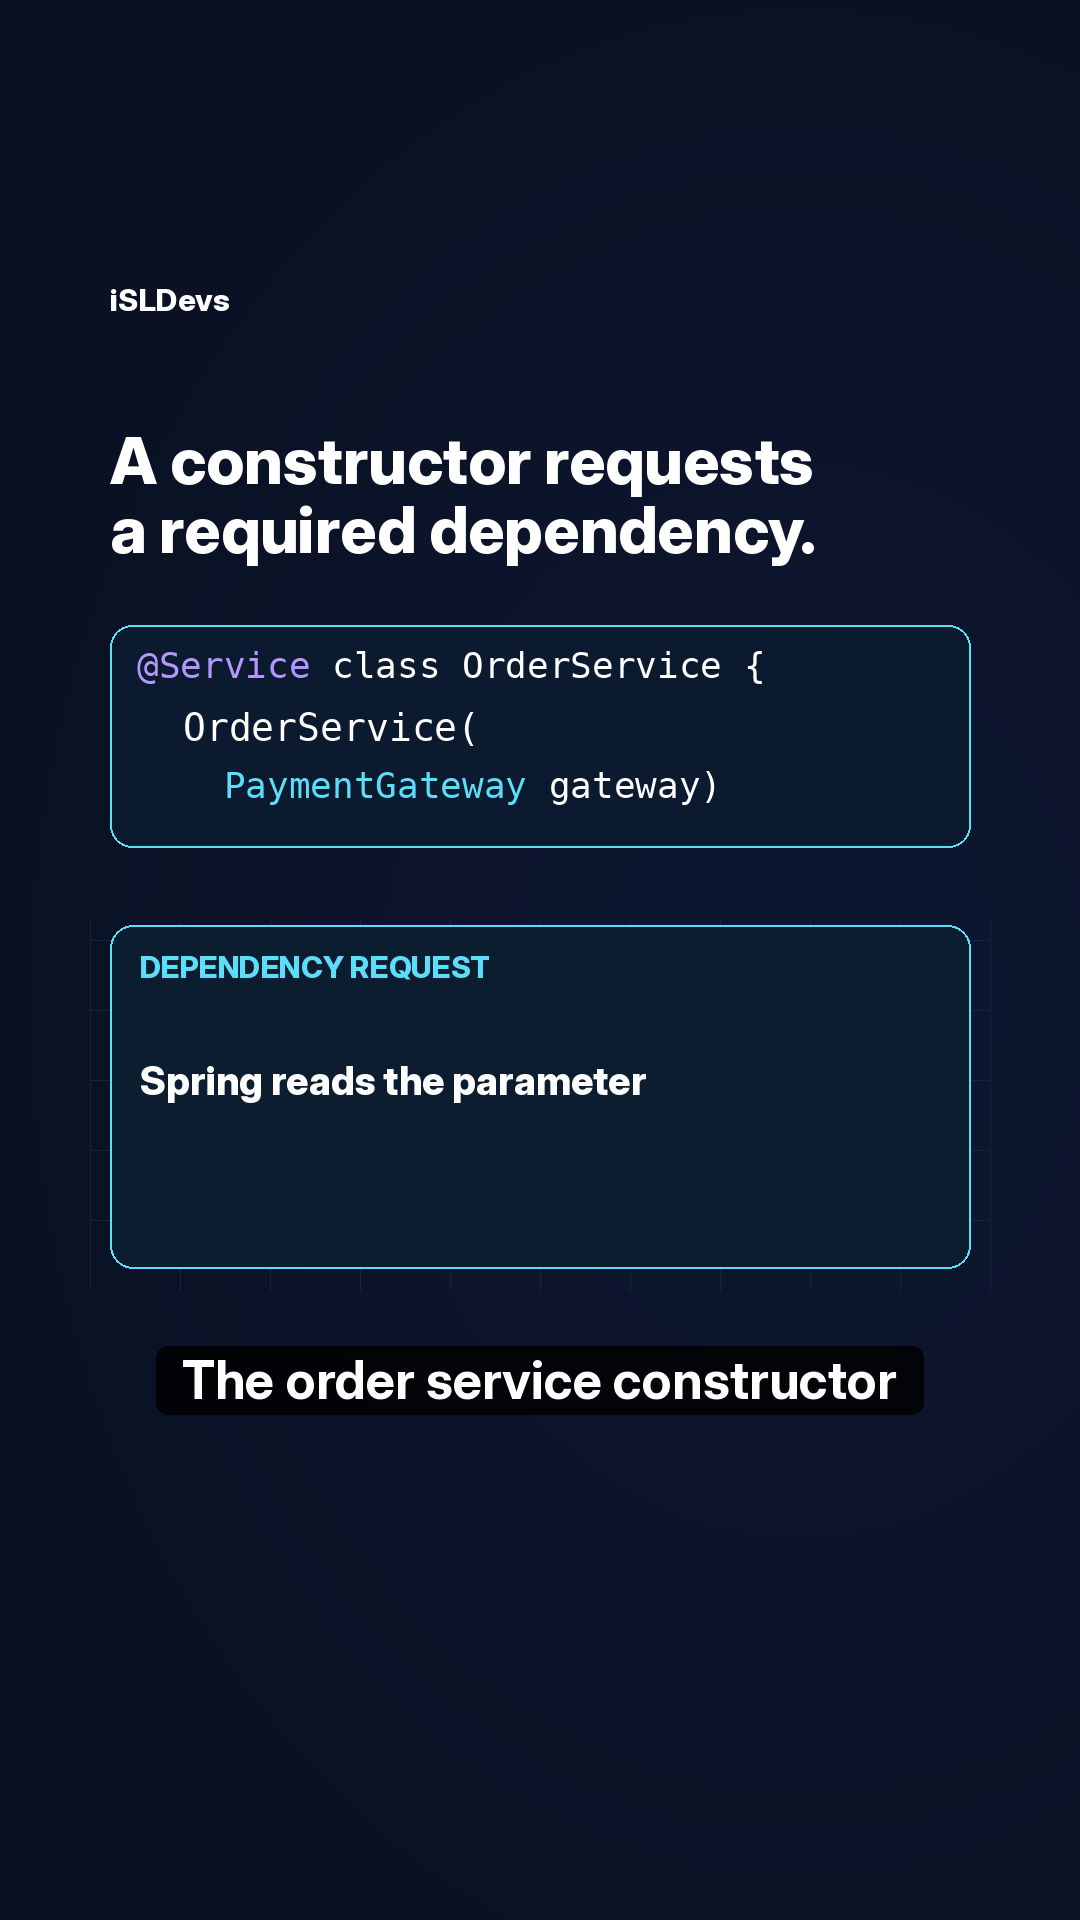 iSLDevs
A constructor requests
a required dependency.
@Service class OrderService {
OrderService(
PaymentGateway gateway)
DEPENDENCY REQUEST
Spring reads the parameter
The order service constructor